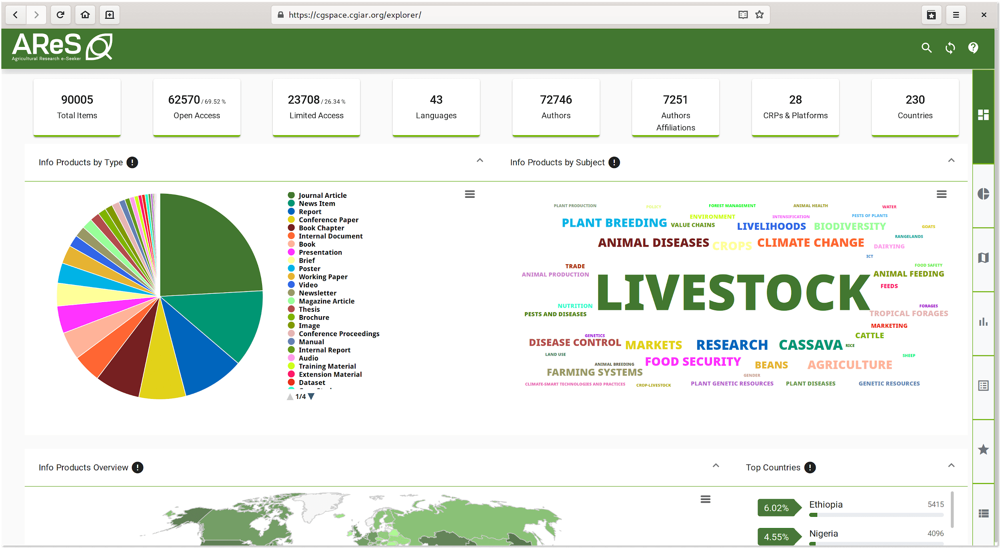 https://cgspace.cgiar.org/explorer/
AReS
Agricultural Research e-Seeker
90005
Total Items
62570 / 69.52 %
Open Access
23708 / 26.34 %
Limited Access
43
Languages
72746
Authors
7251
Authors
Affiliations
28
CRPs & Platforms
230
Countries
Info Products by Type
Journal Article
News Item
Report
Conference Paper
Book Chapter
Internal Document
Book
Presentation
Brief
Poster
Working Paper
Video
Newsletter
Magazine Article
Thesis
Brochure
Image
Conference Proceedings
Manual
Internal Report
Audio
Training Material
Extension Material
Dataset
1/4
Info Products by Subject
PLANT PRODUCTION
POLICY
FOREST MANAGEMENT
ANIMAL HEALTH
WATER
ENVIRONMENT
INTENSIFICATION
PESTS OF PLANTS
PLANT BREEDING
VALUE CHAINS
LIVELIHOODS
BIODIVERSITY
GOATS
RANGELANDS
ANIMAL DISEASES
CROPS
CLIMATE CHANGE
DAIRYING
ICT
TRADE
FOOD SAFETY
ANIMAL PRODUCTION
ANIMAL FEEDING
FEEDS
LIVESTOCK
NUTRITION
FORAGES
PESTS AND DISEASES
TROPICAL FORAGES
MARKETING
GENETICS
CATTLE
DISEASE CONTROL
MARKETS
RESEARCH
CASSAVA
RICE
LAND USE
SHEEP
ANIMAL BREEDING
FOOD SECURITY
BEANS
AGRICULTURE
FARMING SYSTEMS
GENDER
CLIMATE-SMART TECHNOLOGIES AND PRACTICES
CROP-LIVESTOCK
PLANT GENETIC RESOURCES
PLANT DISEASES
GENETIC RESOURCES
Info Products Overview
Top Countries
6.02%
Ethiopia
5415
4.55%
Nigeria
4096